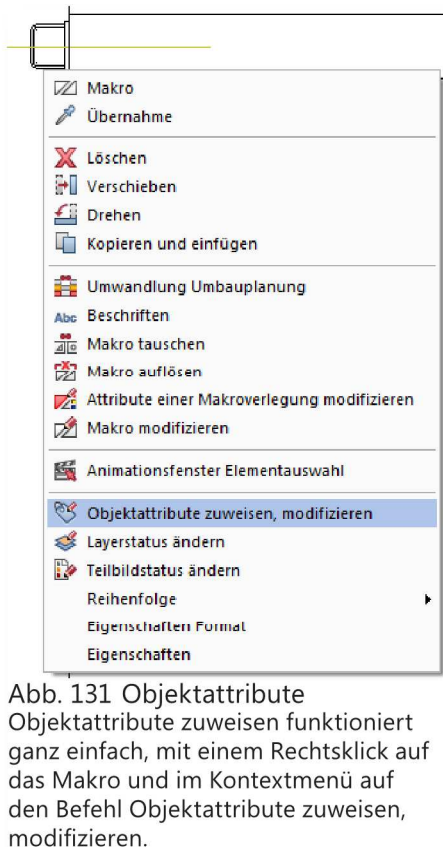 Makro
Übernahme
Löschen
Verschieben
Drehen
Kopieren und einfügen
Umwandlung Umbauplanung
Abc Beschriften
Makro tauschen
Makro auflösen
Attribute einer Makroverlegung modifizieren
Makro modifizieren
Animationsfenster Elementauswahl
Objektattribute zuweisen, modifizieren
Layerstatus ändern
Teilbildstatus ändern
Reihenfolge
Eigenschaften Format
Eigenschaften
Abb. 131 Objektattribute
Objektattribute zuweisen funktioniert
ganz einfach, mit einem Rechtsklick auf
das Makro und im Kontextmenü auf
den Befehl Objektattribute zuweisen,
modifizieren.